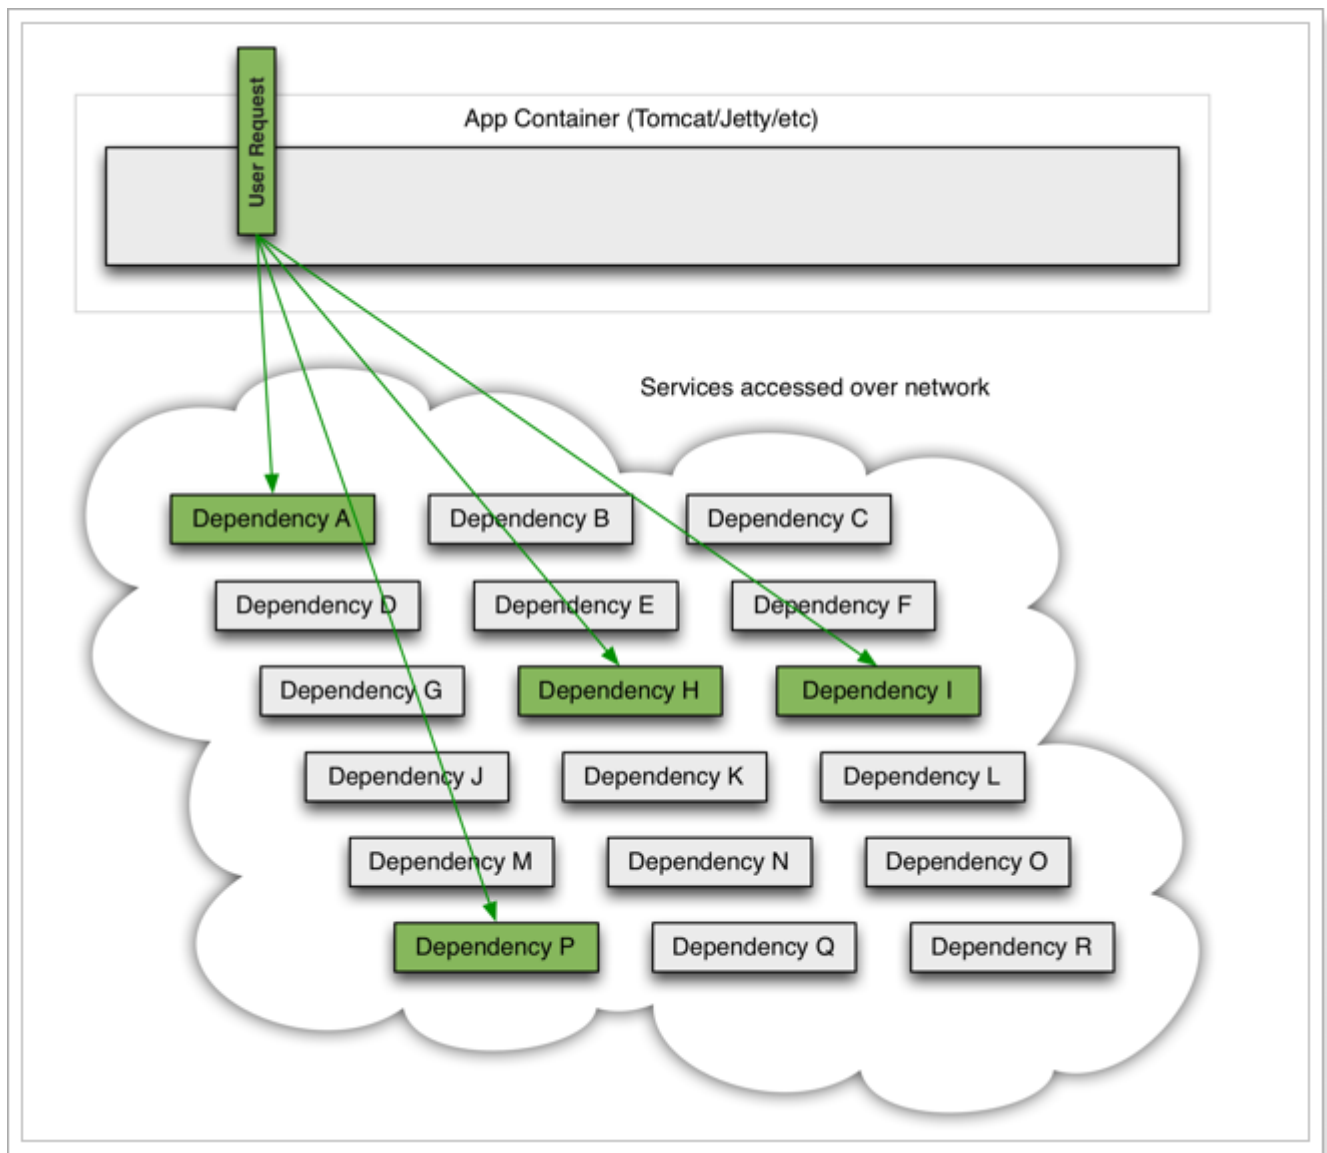 User Request
App Container (Tomcat/Jetty/etc)
Services accessed over network
Dependency A
Dependency B
Dependency C
Dependency D
Dependency E
Dependency F
Dependency G
Dependency H
Dependency I
Dependency J
Dependency K
Dependency L
Dependency M
Dependency N
Dependency O
Dependency P
Dependency Q
Dependency R